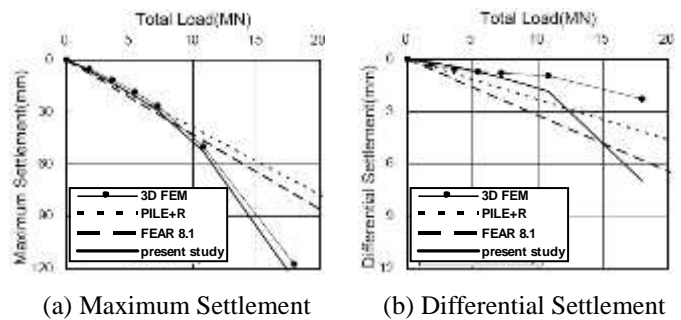 Total Load(MN)
0 5 10 15 20
Maximum Settlement(mm)
0
30
60
90
120
3D FEM
PILE+R
FEAR 8.1
present study
(a) Maximum Settlement
Total Load(MN)
0 5 10 15 20
Differential Settlement(mm)
0
3
6
9
12
3D FEM
PILE+R
FEAR 8.1
present study
(b) Differential Settlement